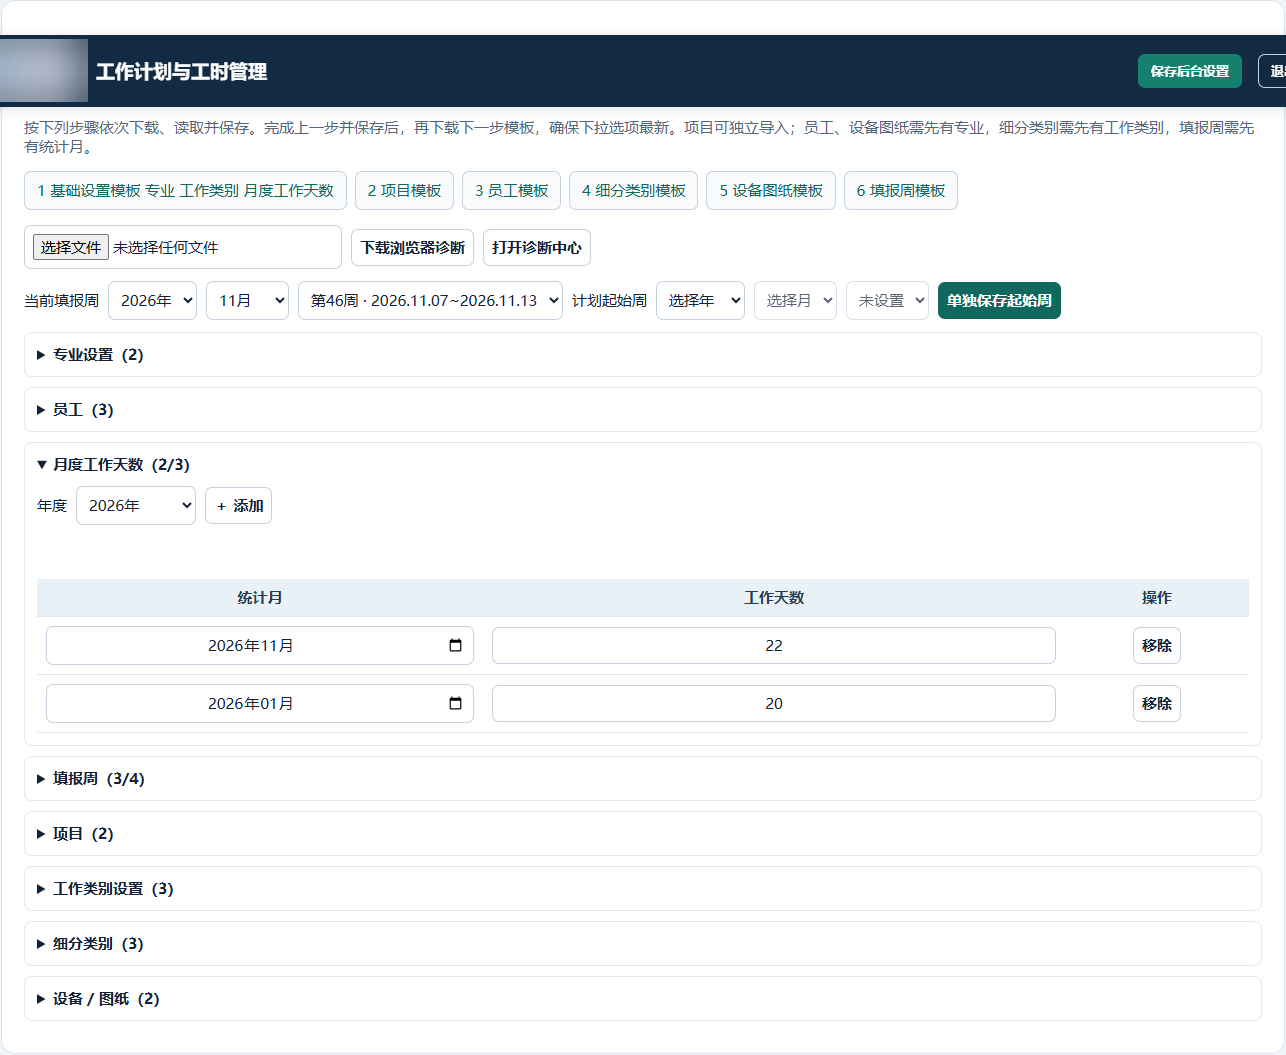 工作计划与工时管理
保存后台设置
退
按下列步骤依次下载、读取并保存。完成上一步并保存后，再下载下一步模板，确保下拉选项最新。项目可独立导入；员工、设备图纸需先有专业，细分类别需先有工作类别，填报周需先
有统计月。
1 基础设置模板 专业 工作类别 月度工作天数
2 项目模板
3 员工模板
4 细分类别模板
5 设备图纸模板
6 填报周模板
选择文件 未选择任何文件
下载浏览器诊断
打开诊断中心
当前填报周 2026年 11月 第46周 · 2026.11.07~2026.11.13 计划起始周 选择年 选择月 未设置 单独保存起始周
专业设置（2）
员工（3）
月度工作天数（2/3）
年度 2026年 + 添加
统计月 工作天数 操作
2026年11月 22 移除
2026年01月 20 移除
填报周（3/4）
项目（2）
工作类别设置（3）
细分类别（3）
设备 / 图纸（2）